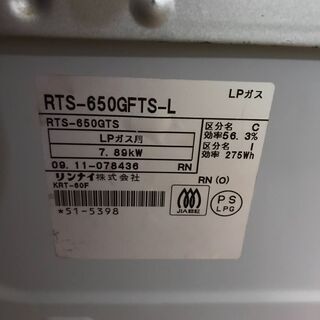 RTS-650GFTS-L
LPガス
RTS-650GTS
LPガス用
7.89kW
09.11-078436 RN
リンナイ株式会社
KRT-60F
*51-5398
区分名 C
効率56.3%
区分名 I
効率 275Wh
RN (O)
JIA認証
PS
LPG